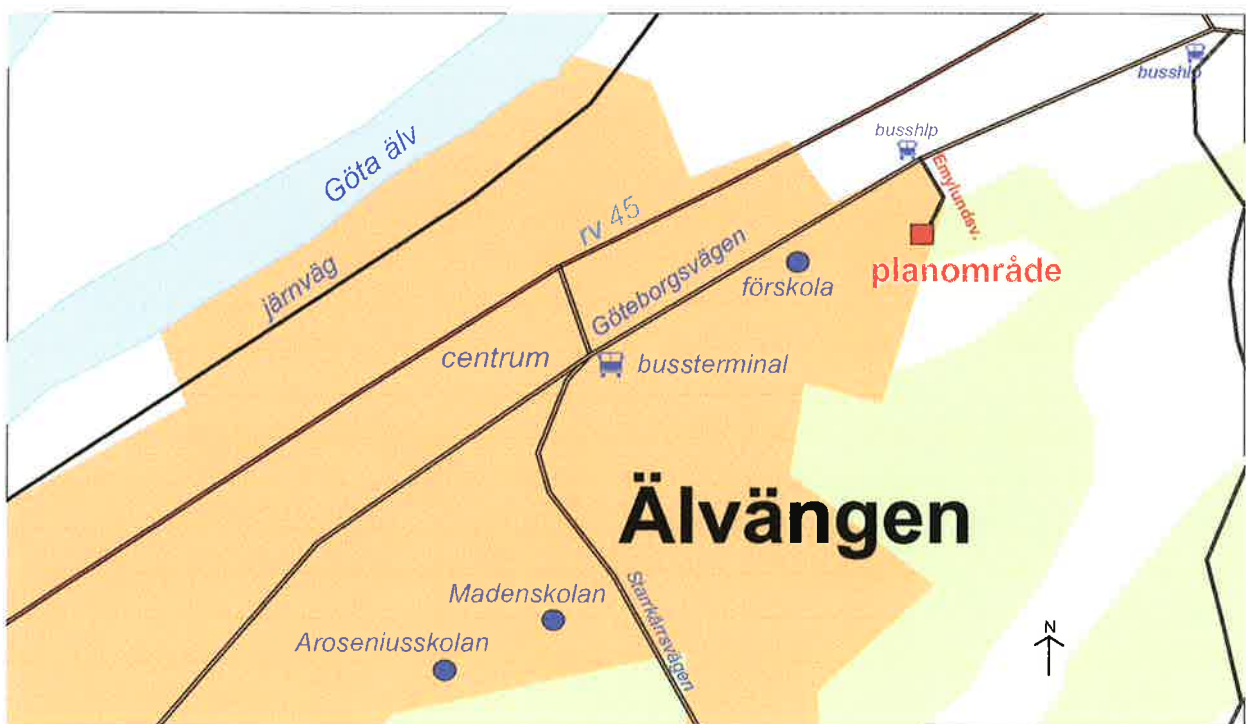 busshlp
busshlp
Göta älv
Emylundsv.
rv 45
Göteborgsvägen
järnväg
förskola
planområde
centrum
bussterminal
Älvängen
Starrkärrsvägen
Madenskolan
Aroseniusskolan
N